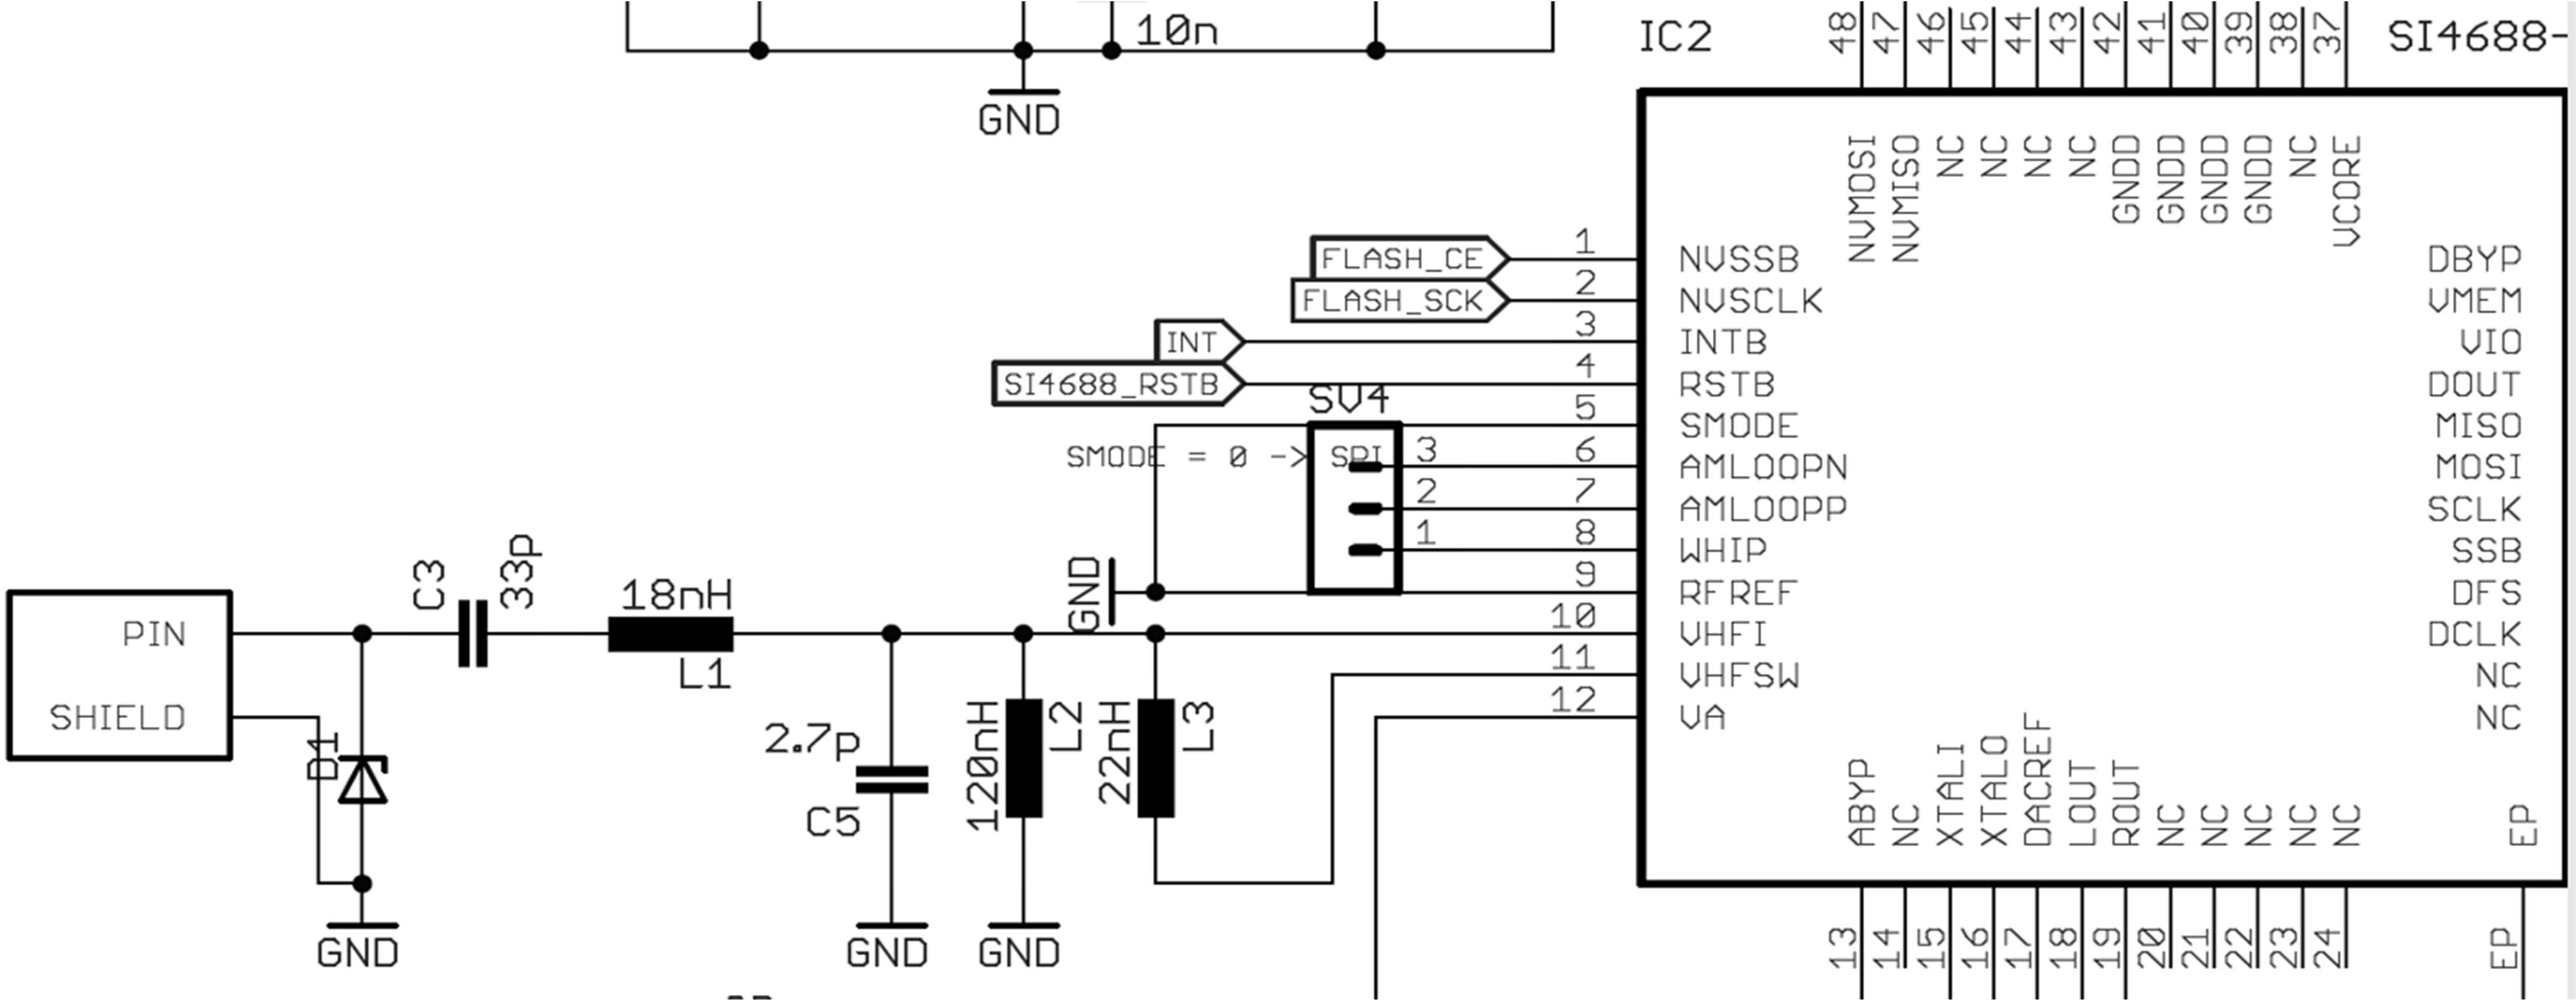 10n
GND
IC2
SI4688-
48
47
46
45
44
43
42
41
40
39
38
37
NVMOSI
NVMISO
NC
NC
NC
NC
GNDD
GNDD
GNDD
GNDD
NC
VCORE
FLASH_CE
1
NVSSB
FLASH_SCK
2
NVSCLK
INT
3
INTB
SI4688_RSTB
4
RSTB
SV4
5
SMODE
SMODE = 0 -> SPI
3
6
AMLOOPN
2
7
AMLOOPP
1
8
WHIP
GND
9
RFREF
10
VHFI
11
VHFSW
12
VA
DBYP
VMEM
VIO
DOUT
MISO
MOSI
SCLK
SSB
DFS
DCLK
NC
NC
PIN
SHIELD
C3
33p
18nH
L1
D1
2.7p
C5
120nH
L2
22nH
L3
GND
GND
GND
ABYP
NC
XTALI
XTALO
DACREF
LOUT
ROUT
NC
NC
NC
NC
NC
EP
13
14
15
16
17
18
19
20
21
22
23
24
EP